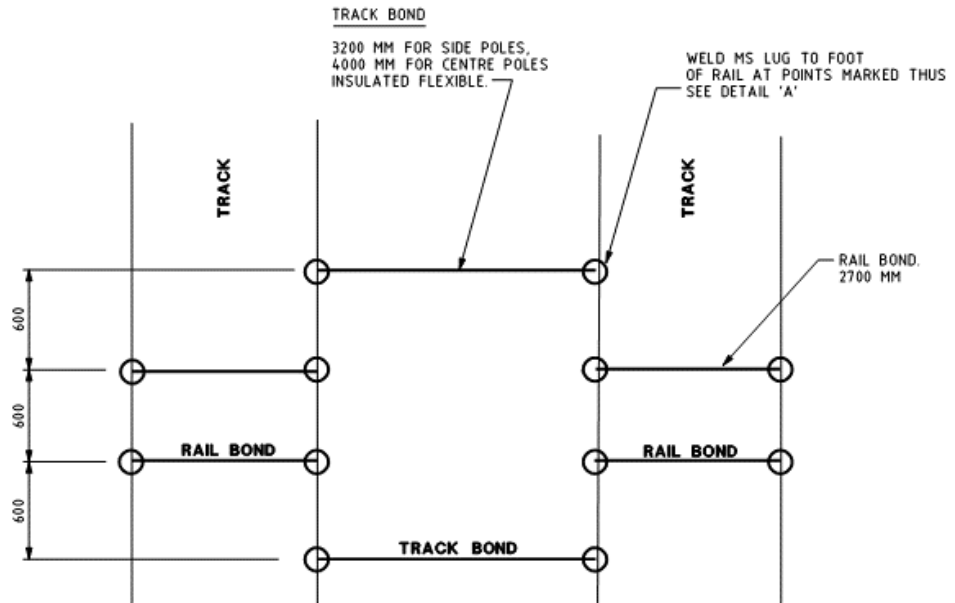 TRACK BOND
3200 MM FOR SIDE POLES,
4000 MM FOR CENTRE POLES
INSULATED FLEXIBLE.
WELD MS LUG TO FOOT
OF RAIL AT POINTS MARKED THUS
SEE DETAIL 'A'
TRACK
TRACK
RAIL BOND.
2700 MM
600
600
RAIL BOND
RAIL BOND
600
TRACK BOND